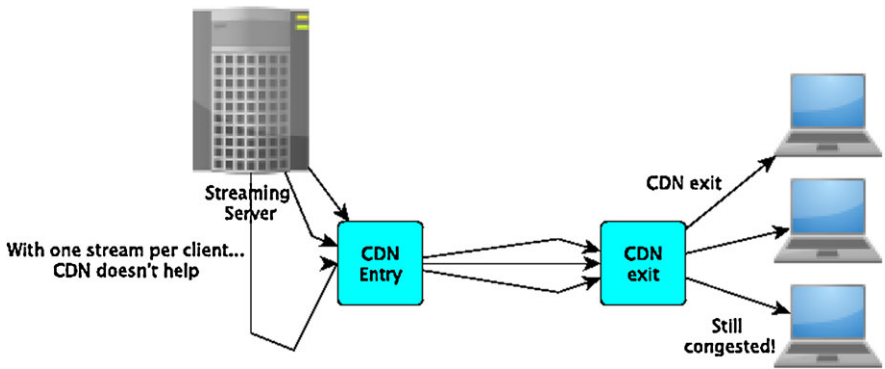 Streaming
Server
With one stream per client...
CDN doesn't help
CDN
Entry
CDN
exit
CDN exit
Still
congested!